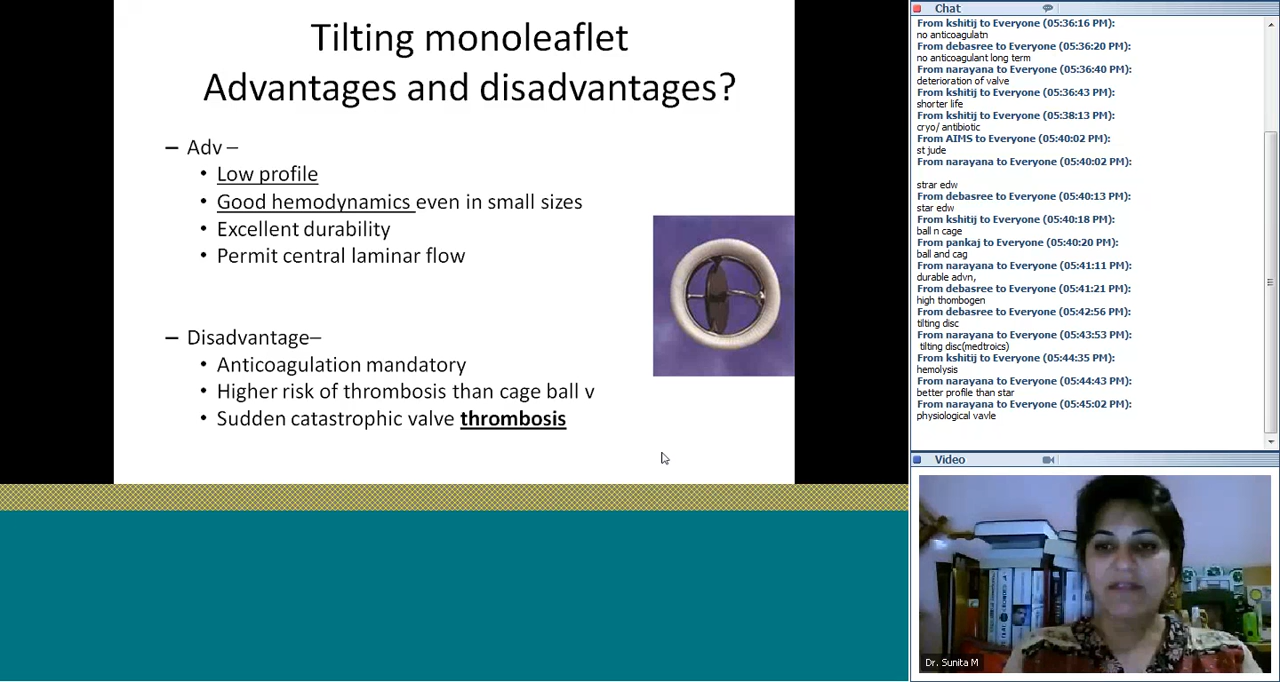 Tilting monoleaflet
Advantages and disadvantages?
– Adv –
• Low profile
• Good hemodynamics even in small sizes
• Excellent durability
• Permit central laminar flow
– Disadvantage–
• Anticoagulation mandatory
• Higher risk of thrombosis than cage ball v
• Sudden catastrophic valve thrombosis
Chat
From kshitij to Everyone (05:36:16 PM):
no anticoagulatn
From debasree to Everyone (05:36:20 PM):
no anticoagulant long term
From narayana to Everyone (05:36:40 PM):
deterioration of valve
From kshitij to Everyone (05:36:43 PM):
shorter life
From kshitij to Everyone (05:38:13 PM):
cryo/ antibiotic
From AIMS to Everyone (05:40:02 PM):
st jude
From narayana to Everyone (05:40:02 PM):
strar edw
From debasree to Everyone (05:40:13 PM):
star edw
From kshitij to Everyone (05:40:18 PM):
ball n cage
From pankaj to Everyone (05:40:20 PM):
ball and cag
From narayana to Everyone (05:41:11 PM):
durable advn,
From debasree to Everyone (05:41:21 PM):
high thombogen
From debasree to Everyone (05:42:56 PM):
tilting disc
From narayana to Everyone (05:43:53 PM):
tilting disc(medtroics)
From kshitij to Everyone (05:44:35 PM):
hemolysis
From narayana to Everyone (05:44:43 PM):
better profile than star
From narayana to Everyone (05:45:02 PM):
physiological vavle
Video
Dr. Sunita M